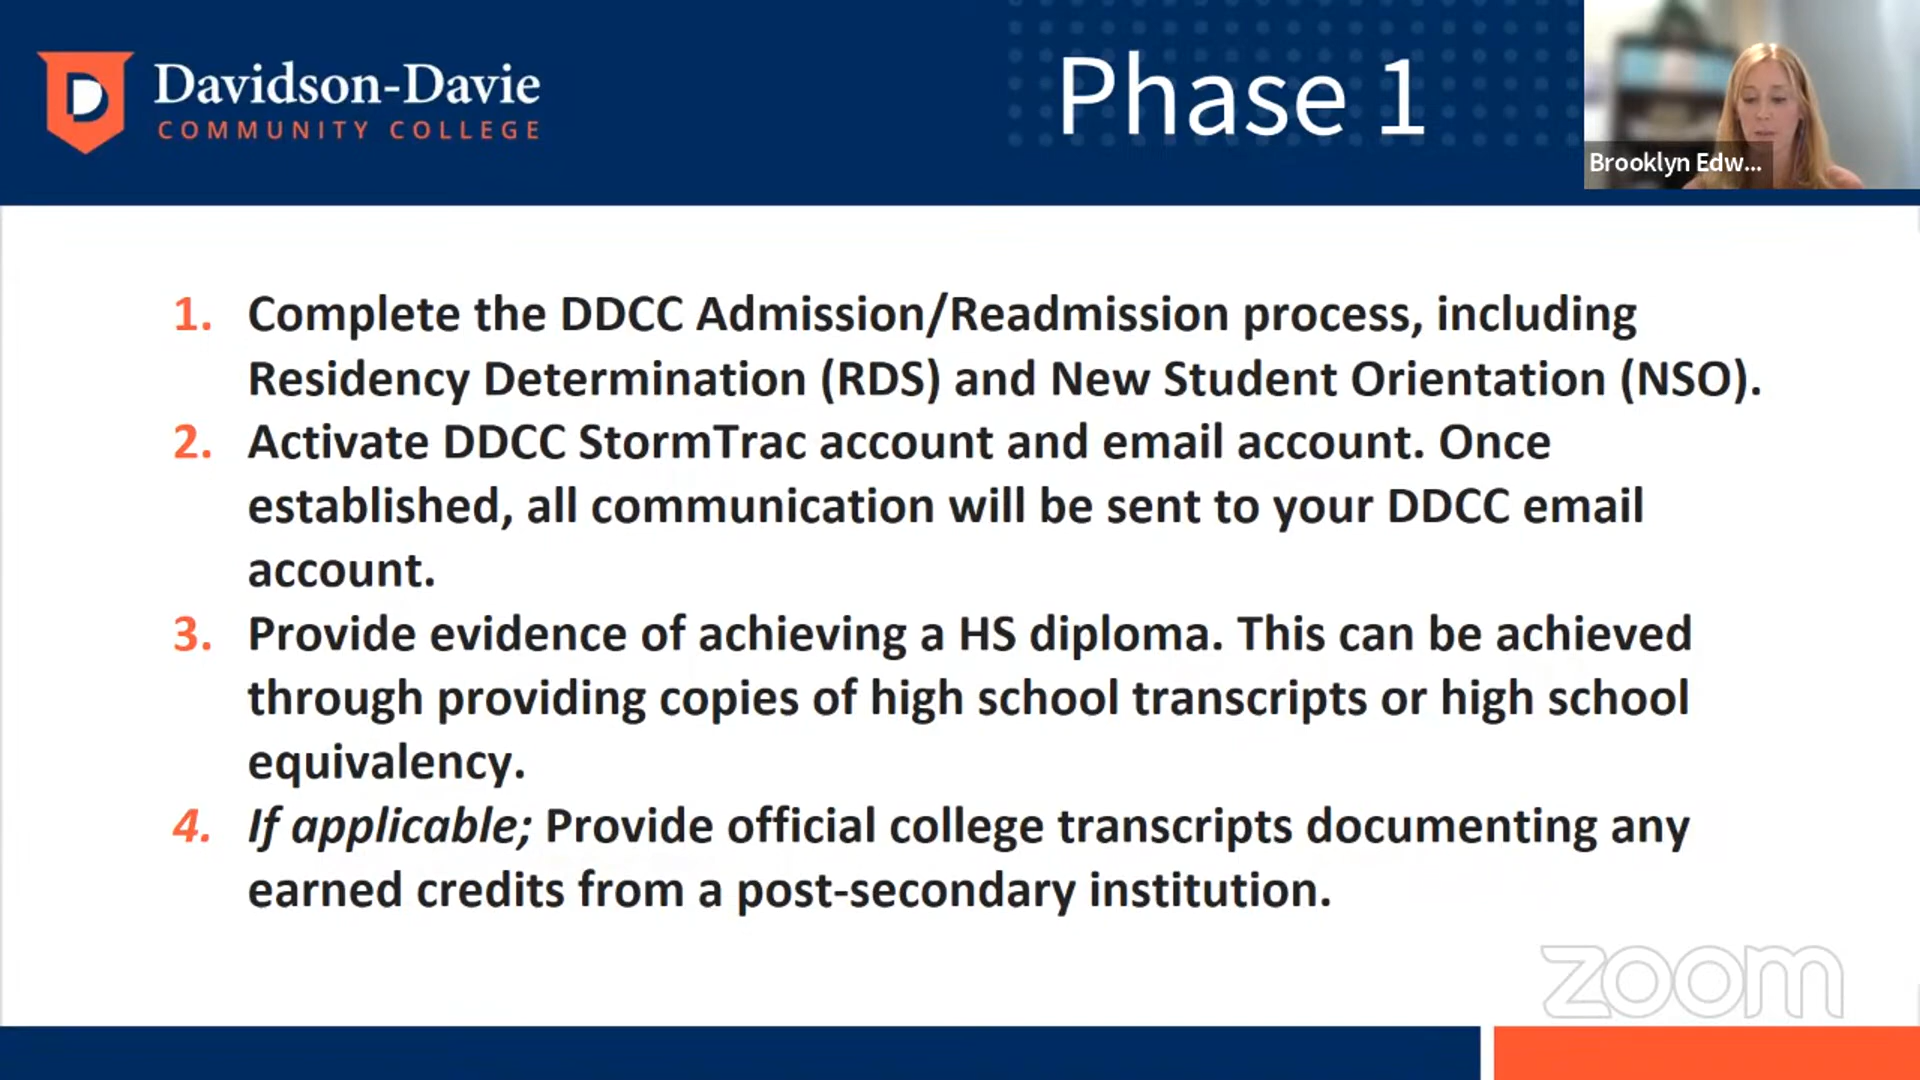 Davidson-Davie
COMMUNITY COLLEGE
Phase 1
Brooklyn Edw...
1. Complete the DDCC Admission/Readmission process, including
Residency Determination (RDS) and New Student Orientation (NSO).
2. Activate DDCC StormTrac account and email account. Once
established, all communication will be sent to your DDCC email
account.
3. Provide evidence of achieving a HS diploma. This can be achieved
through providing copies of high school transcripts or high school
equivalency.
4. If applicable; Provide official college transcripts documenting any
earned credits from a post-secondary institution.
zoom